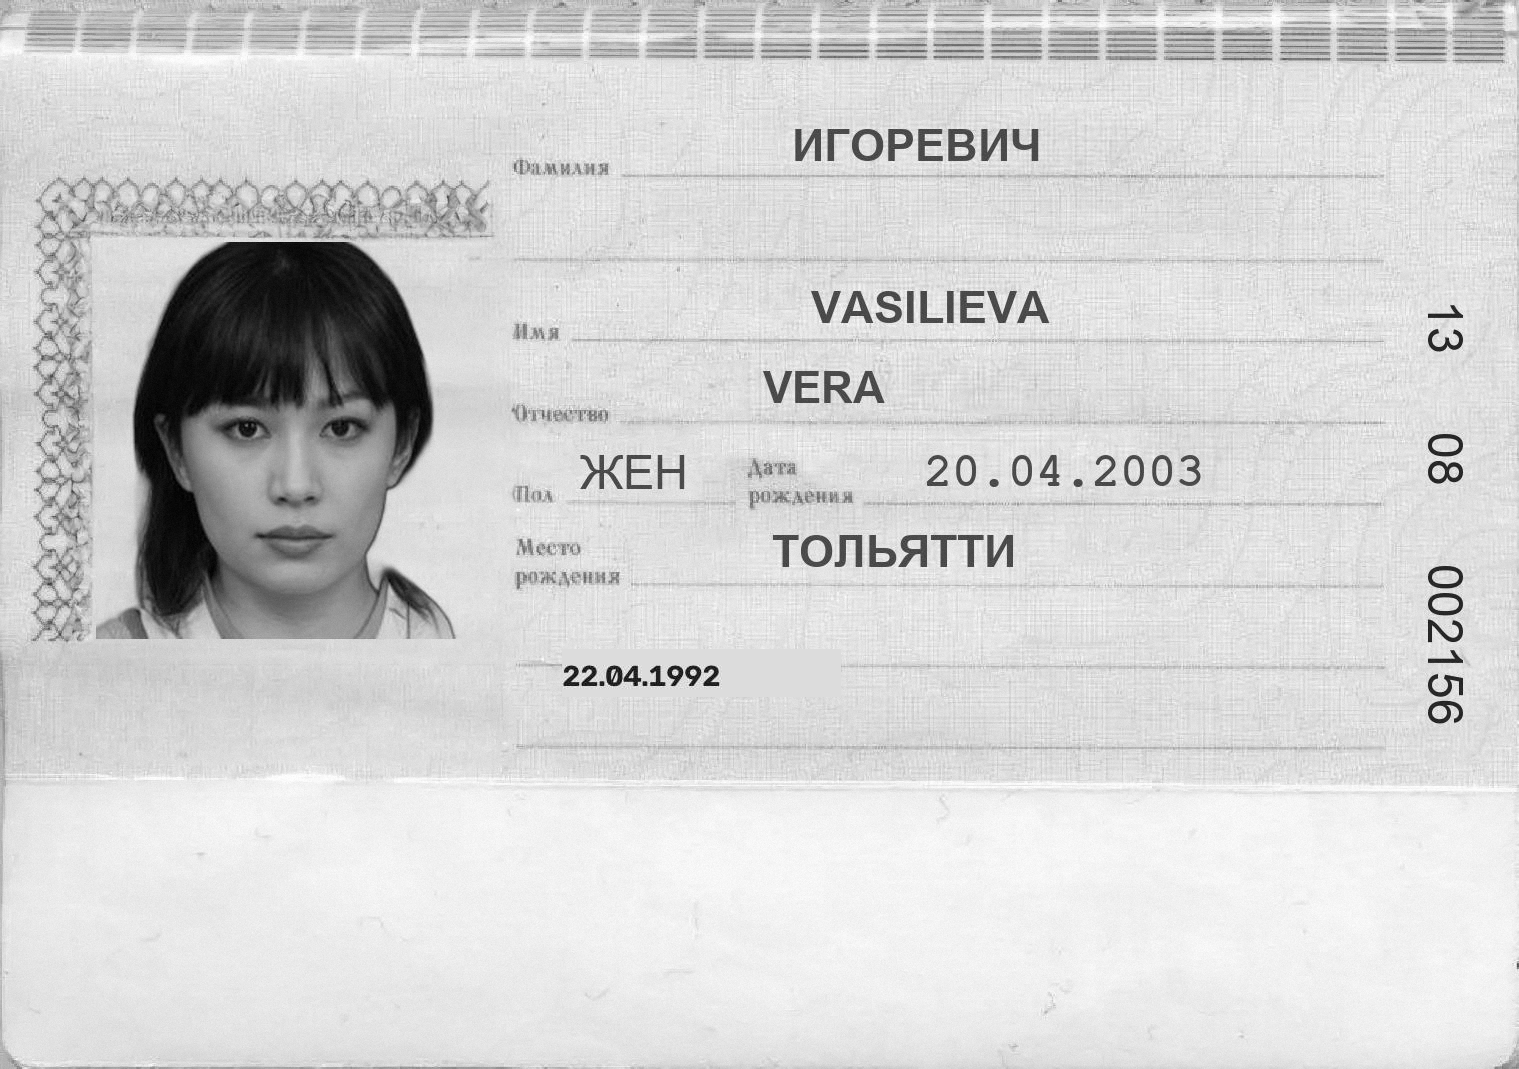 Фамилия ИГОРЕВИЧ
Имя VASILIEVA
Отчество VERA
Пол ЖЕН Дата рождения 20.04.2003
Место рождения ТОЛЬЯТТИ
22.04.1992
13 08 002156